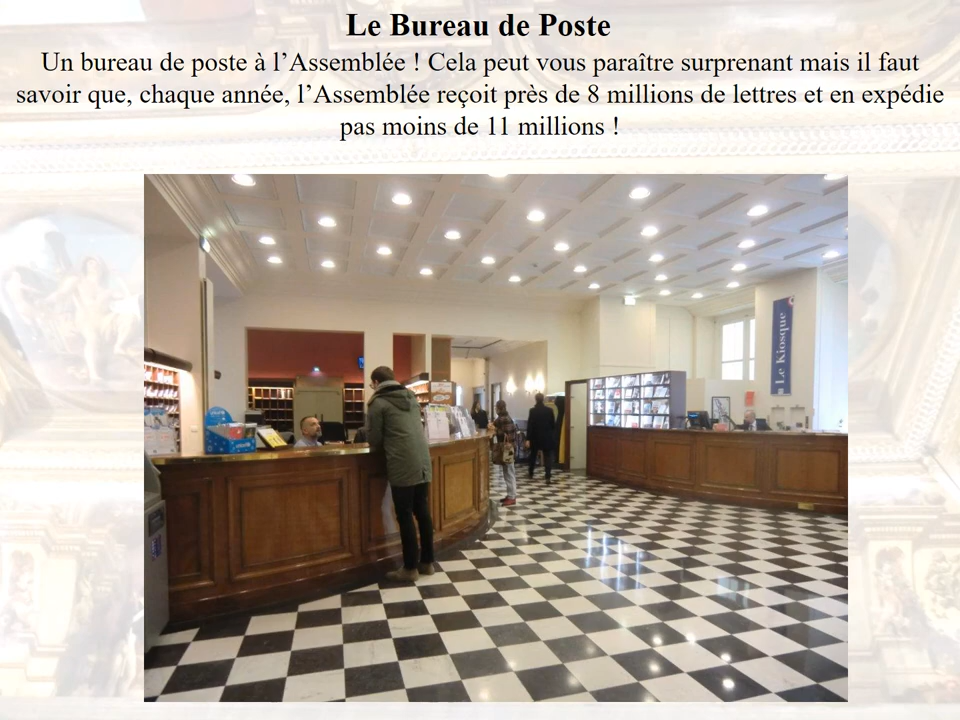 Le Bureau de Poste
Un bureau de poste à l’Assemblée ! Cela peut vous paraître surprenant mais il faut
savoir que, chaque année, l’Assemblée reçoit près de 8 millions de lettres et en expédie
pas moins de 11 millions !
Le Kiosque